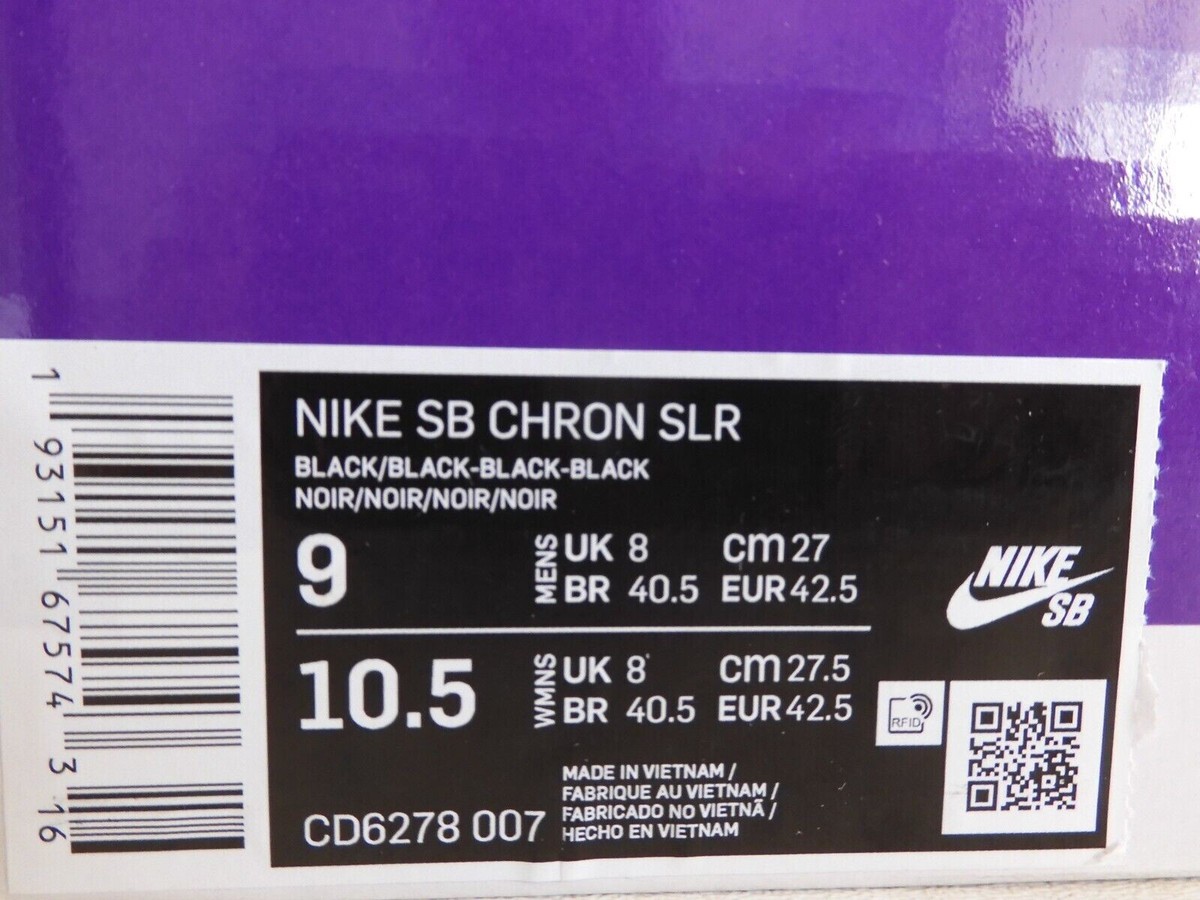 NIKE SB CHRON SLR
BLACK/BLACK-BLACK-BLACK
NOIR/NOIR/NOIR/NOIR
9 MENS UK 8 cm 27
BR 40.5 EUR 42.5
10.5 WMNS UK 8 cm 27.5
BR 40.5 EUR 42.5
NIKE
SB
RFID
MADE IN VIETNAM /
FABRIQUE AU VIETNAM /
FABRICADO NO VIETNÃ /
HECHO EN VIETNAM
CD6278 007
1 93151 67574 3 16